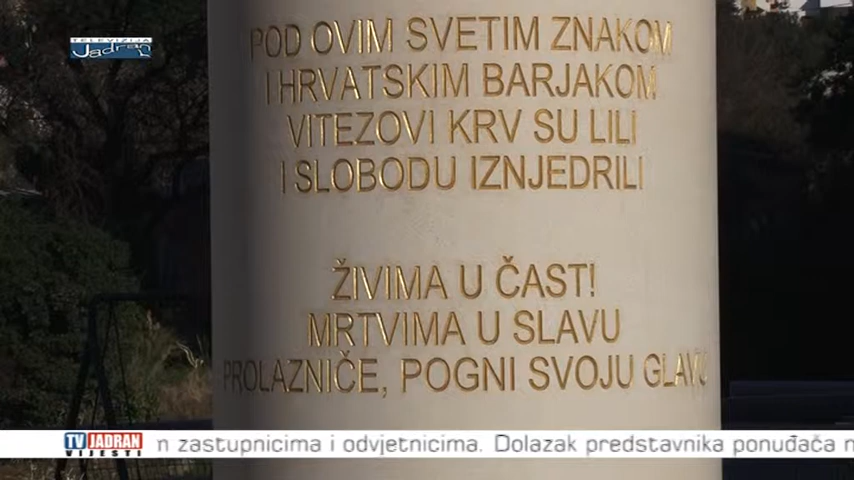 TELEVIZIJA
Jadran
POD OVIM SVETIM ZNAKOM
I HRVATSKIM BARJAKOM
VITEZOVI KRV SU LILI
I SLOBODU IZNJEDRILI
ŽIVIMA U ČAST!
MRTVIMA U SLAVU
PROLAZNIČE, POGNI SVOJU GLAVU
TV JADRAN
VIJESTI
m zastupnicima i odvjetnicima. Dolazak predstavnika ponuđača n